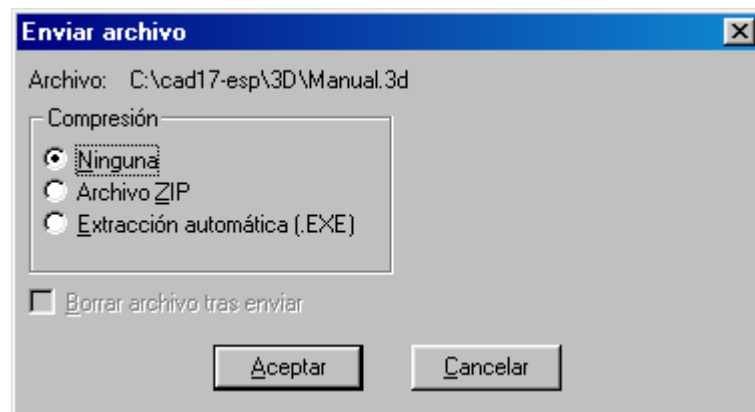 Enviar archivo
Archivo: C:\cad17-esp\3D\Manual.3d
Compresión
Ninguna
Archivo ZIP
Extracción automática (.EXE)
Borrar archivo tras enviar
Aceptar Cancelar